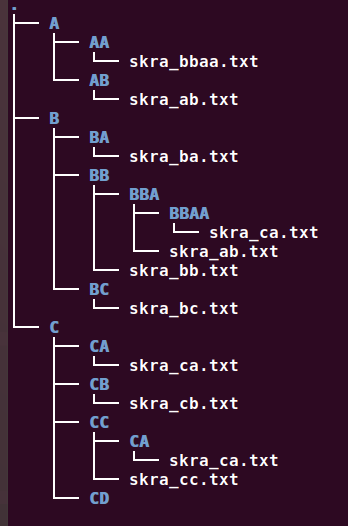 .
├── A
│   ├── AA
│   │   └── skra_bbaa.txt
│   └── AB
│       └── skra_ab.txt
├── B
│   ├── BA
│   │   └── skra_ba.txt
│   ├── BB
│   │   ├── BBA
│   │   │   ├── BBAA
│   │   │   │   └── skra_ca.txt
│   │   │   └── skra_ab.txt
│   │   └── skra_bb.txt
│   └── BC
│       └── skra_bc.txt
└── C
    ├── CA
    │   └── skra_ca.txt
    ├── CB
    │   └── skra_cb.txt
    ├── CC
    │   ├── CA
    │   │   └── skra_ca.txt
    │   └── skra_cc.txt
    └── CD